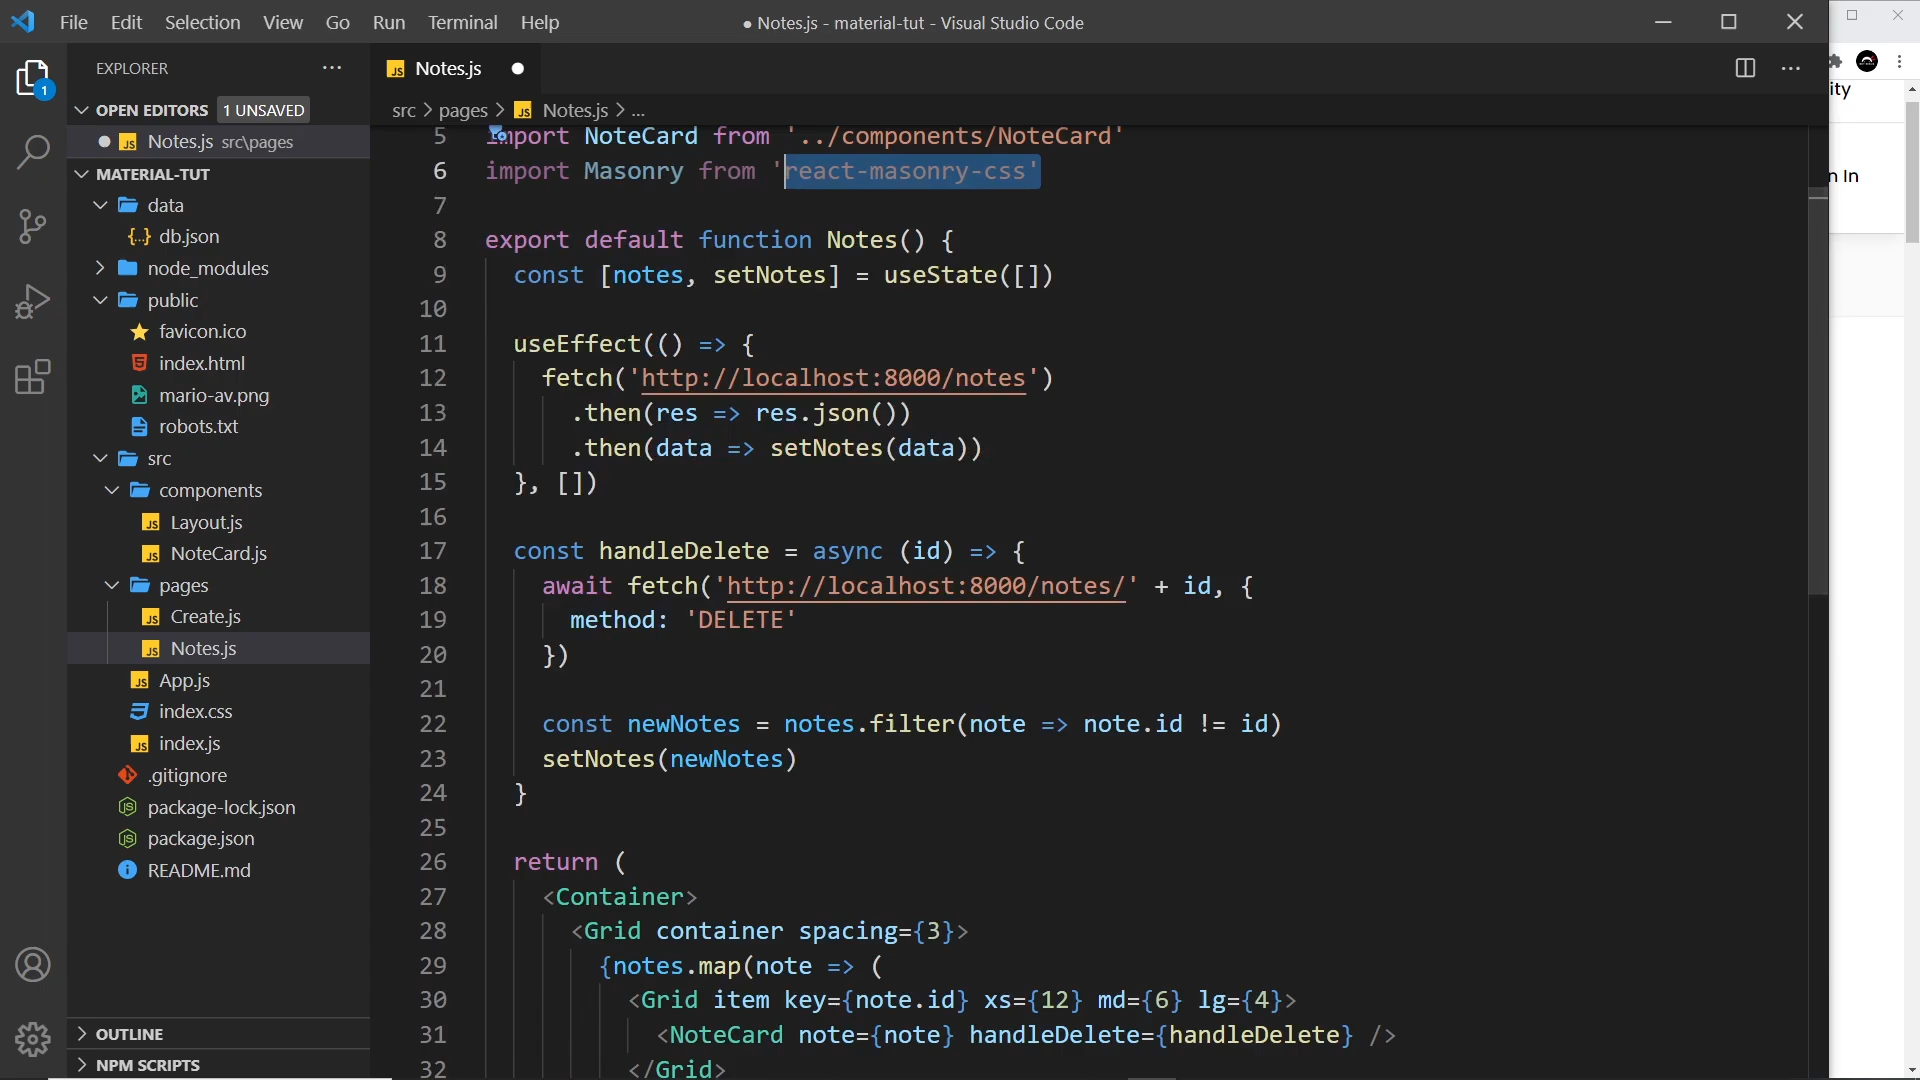 File Edit Selection View Go Run Terminal Help
● Notes.js - material-tut - Visual Studio Code
EXPLORER
OPEN EDITORS 1 UNSAVED
Notes.js src\pages
MATERIAL-TUT
data
db.json
node_modules
public
favicon.ico
index.html
mario-av.png
robots.txt
src
components
Layout.js
NoteCard.js
pages
Create.js
Notes.js
App.js
index.css
index.js
.gitignore
package-lock.json
package.json
README.md
OUTLINE
NPM SCRIPTS
1
Notes.js
src > pages > Notes.js > ...
5 import NoteCard from '../components/NoteCard'
6 import Masonry from 'react-masonry-css'
7
8 export default function Notes() {
9 const [notes, setNotes] = useState([])
10
11 useEffect(() => {
12 fetch('http://localhost:8000/notes')
13 .then(res => res.json())
14 .then(data => setNotes(data))
15 }, [])
16
17 const handleDelete = async (id) => {
18 await fetch('http://localhost:8000/notes/' + id, {
19 method: 'DELETE'
20 })
21
22 const newNotes = notes.filter(note => note.id != id)
23 setNotes(newNotes)
24 }
25
26 return (
27 <Container>
28 <Grid container spacing={3}>
29 {notes.map(note => (
30 <Grid item key={note.id} xs={12} md={6} lg={4}>
31 <NoteCard note={note} handleDelete={handleDelete} />
32 </Grid>
ity
n In